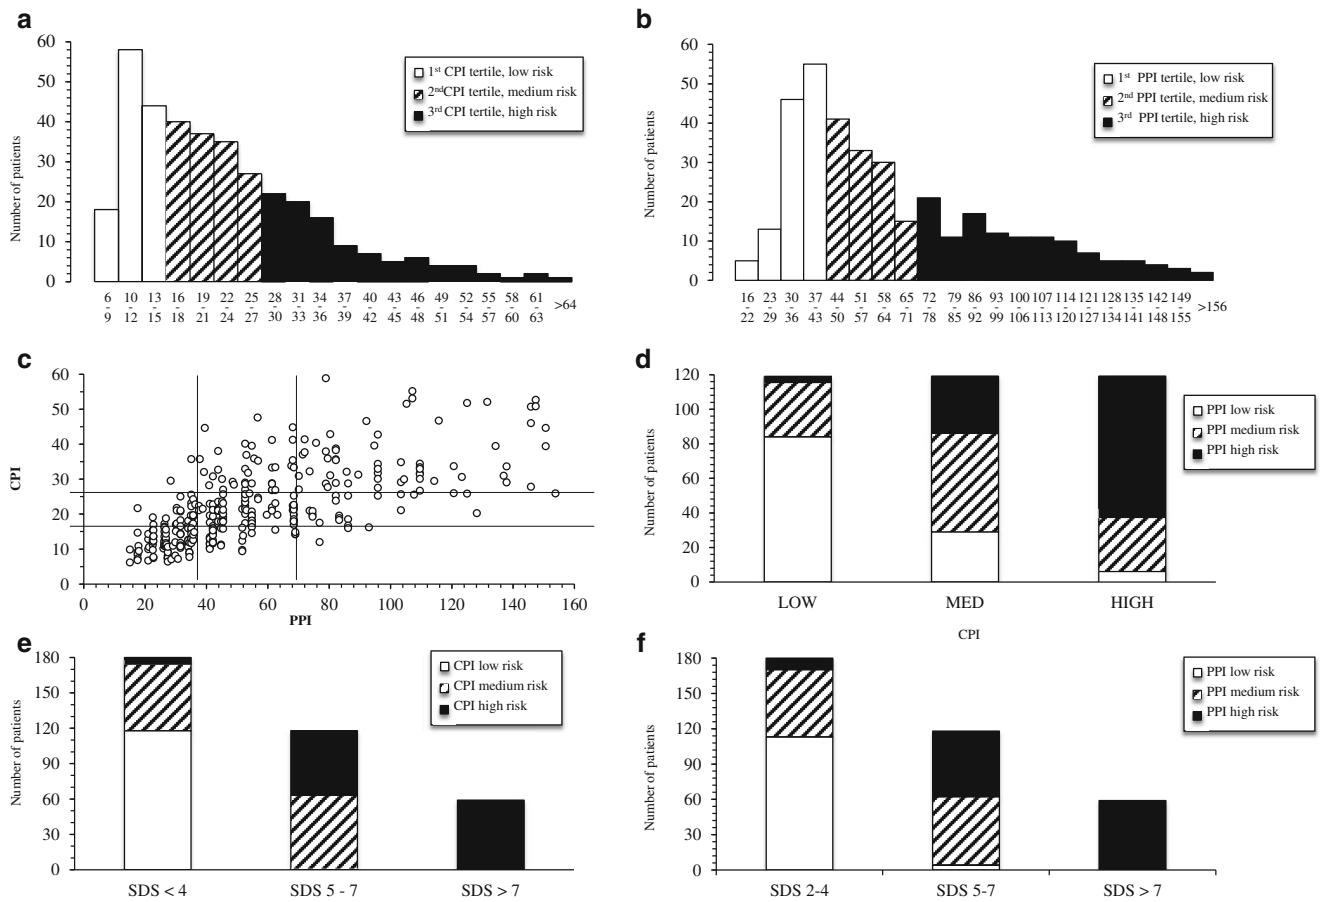 a
60
50
40
30
20
10
0
Number of patients
1st CPI tertile, low risk
2nd CPI tertile, medium risk
3rd CPI tertile, high risk
6 10 13 16 19 22 25 28 31 34 37 40 43 46 49 52 55 58 61 >64
- - - - - - - - - - - - - - - - - - -
9 12 15 18 21 24 27 30 33 36 39 42 45 48 51 54 57 60 63
b
60
50
40
30
20
10
0
Number of patients
1st PPI tertile, low risk
2nd PPI tertile, medium risk
3rd PPI tertile, high risk
16 23 30 37 44 51 58 65 72 79 86 93 100 107 114 121 128 135 142 149 >156
- - - - - - - - - - - - - - - - - - - -
22 29 36 43 50 57 64 71 78 85 92 99 106 113 120 127 134 141 148 155
c
60
50
40
30
20
10
0
CPI
0 20 40 60 80 100 120 140 160
PPI
d
120
100
80
60
40
20
0
Number of patients
PPI low risk
PPI medium risk
PPI high risk
LOW MED HIGH
CPI
e
180
150
120
90
60
30
0
Number of patients
CPI low risk
CPI medium risk
CPI high risk
SDS < 4 SDS 5 - 7 SDS > 7
f
180
150
120
90
60
30
0
Number of patients
PPI low risk
PPI medium risk
PPI high risk
SDS 2-4 SDS 5-7 SDS > 7